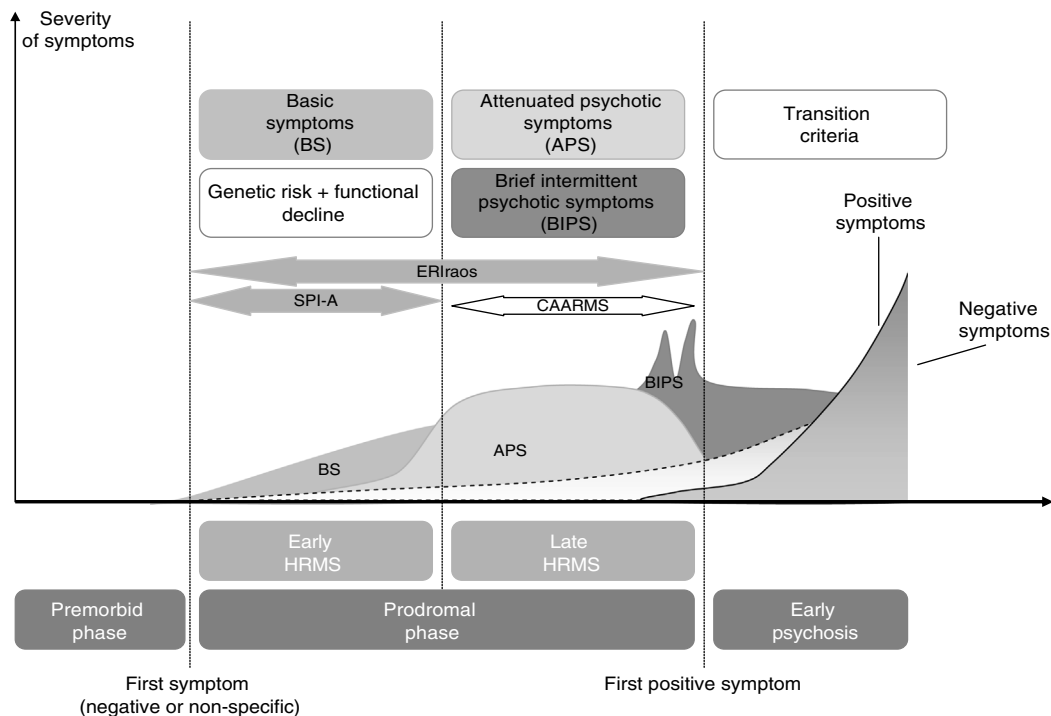 Severity
of symptoms
Basic
symptoms
(BS)
Attenuated psychotic
symptoms
(APS)
Transition
criteria
Genetic risk + functional
decline
Brief intermittent
psychotic symptoms
(BIPS)
Positive
symptoms
ERIraos
SPI-A
CAARMS
Negative
symptoms
BIPS
BS
APS
Early
HRMS
Late
HRMS
Premorbid
phase
Prodromal
phase
Early
psychosis
First symptom
(negative or non-specific)
First positive symptom